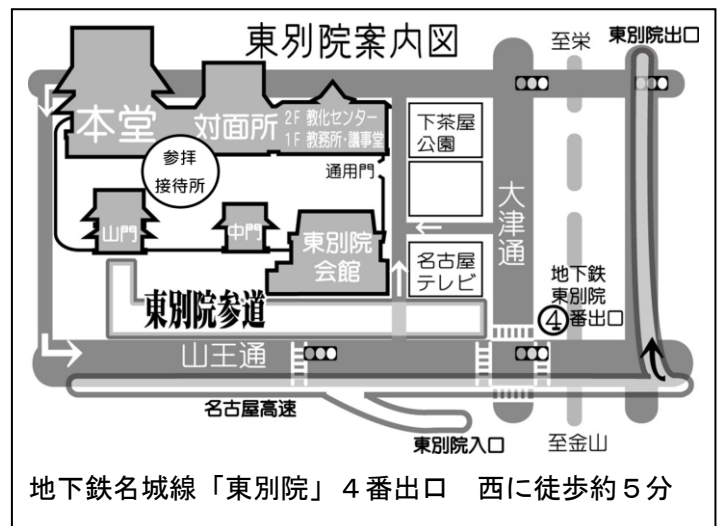 東別院案内図
至栄
東別院出口
本堂
対面所
2F 教化センター
1F 教務所・議事堂
下茶屋
公園
参拝
接待所
通用門
大津通
山門
中門
東別院
会館
名古屋
テレビ
地下鉄
東別院
④番出口
東別院参道
山王通
名古屋高速
東別院入口
至金山
地下鉄名城線「東別院」４番出口　西に徒歩約５分